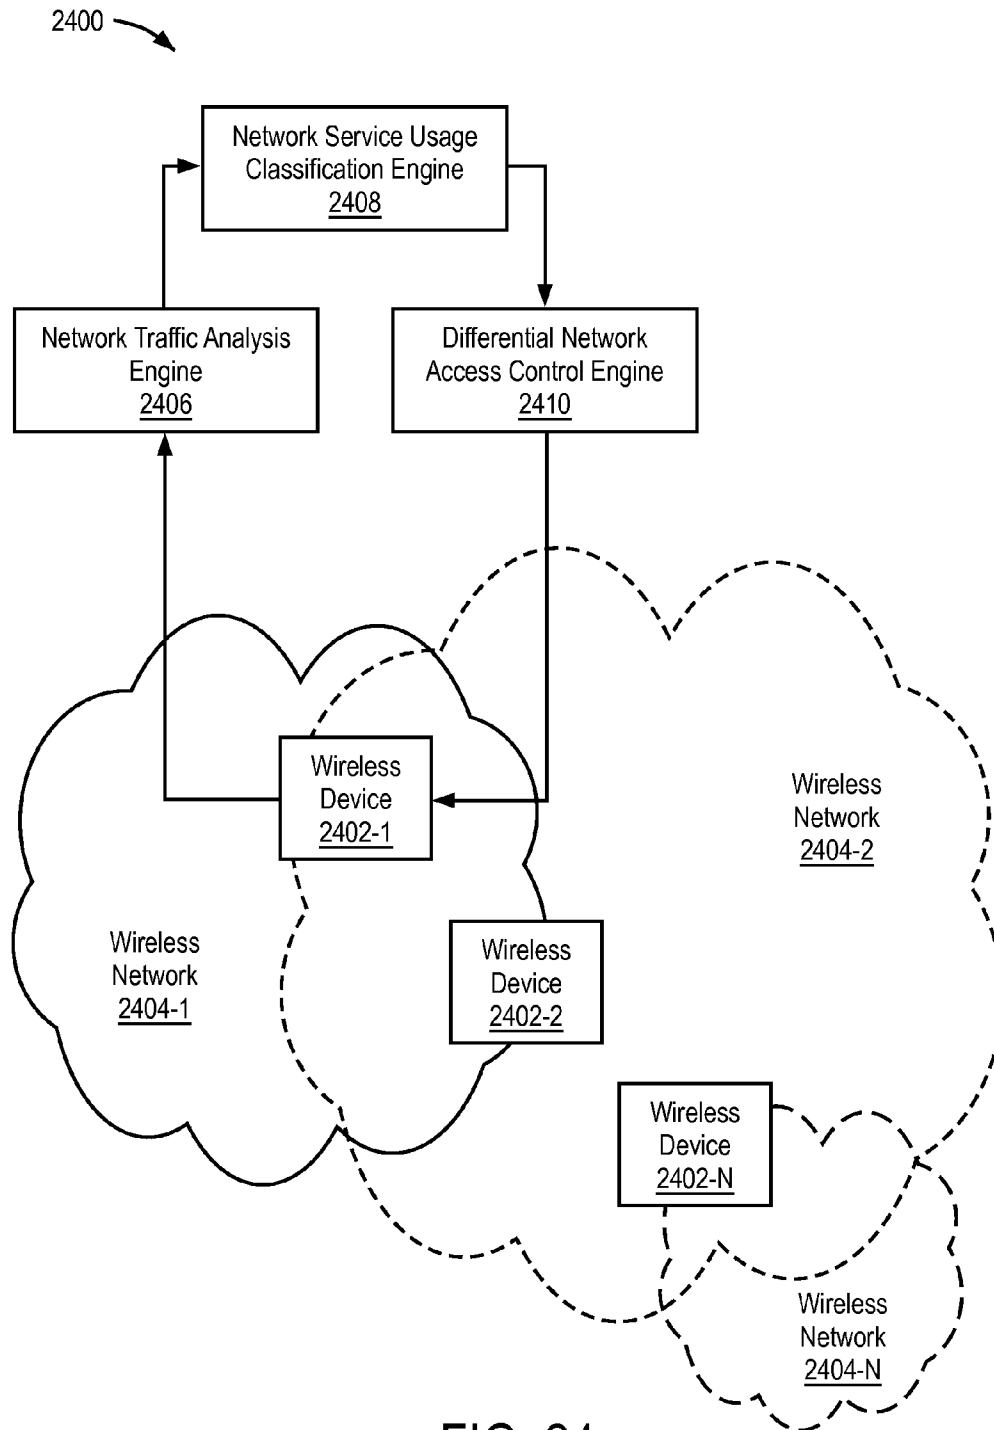 2400
Network Service Usage
Classification Engine
2408
Network Traffic Analysis
Engine
2406
Differential Network
Access Control Engine
2410
Wireless
Device
2402-1
Wireless
Network
2404-2
Wireless
Network
2404-1
Wireless
Device
2402-2
Wireless
Device
2402-N
Wireless
Network
2404-N